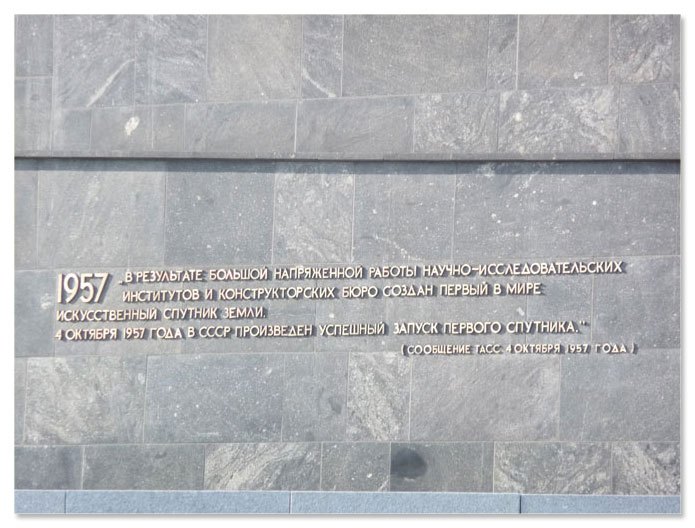 1957 „В РЕЗУЛЬТАТЕ БОЛЬШОЙ НАПРЯЖЕННОЙ РАБОТЫ НАУЧНО-ИССЛЕДОВАТЕЛЬСКИХ
ИНСТИТУТОВ И КОНСТРУКТОРСКИХ БЮРО СОЗДАН ПЕРВЫЙ В МИРЕ
ИСКУССТВЕННЫЙ СПУТНИК ЗЕМЛИ.
4 ОКТЯБРЯ 1957 ГОДА В СССР ПРОИЗВЕДЕН УСПЕШНЫЙ ЗАПУСК ПЕРВОГО СПУТНИКА.“
(СООБЩЕНИЕ ТАСС. 4 ОКТЯБРЯ 1957 ГОДА)